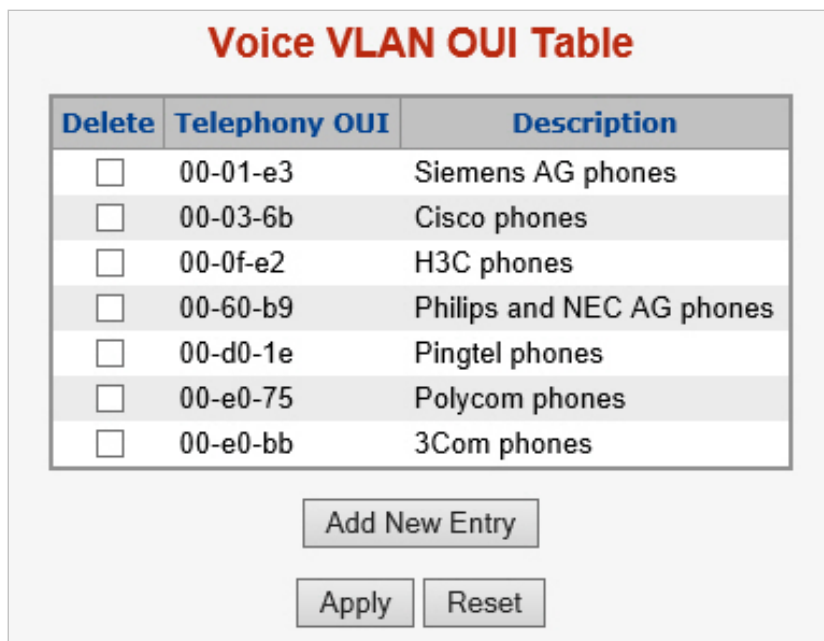 Voice VLAN OUI Table
Delete Telephony OUI Description
00-01-e3 Siemens AG phones
00-03-6b Cisco phones
00-0f-e2 H3C phones
00-60-b9 Philips and NEC AG phones
00-d0-1e Pingtel phones
00-e0-75 Polycom phones
00-e0-bb 3Com phones
Add New Entry
Apply Reset